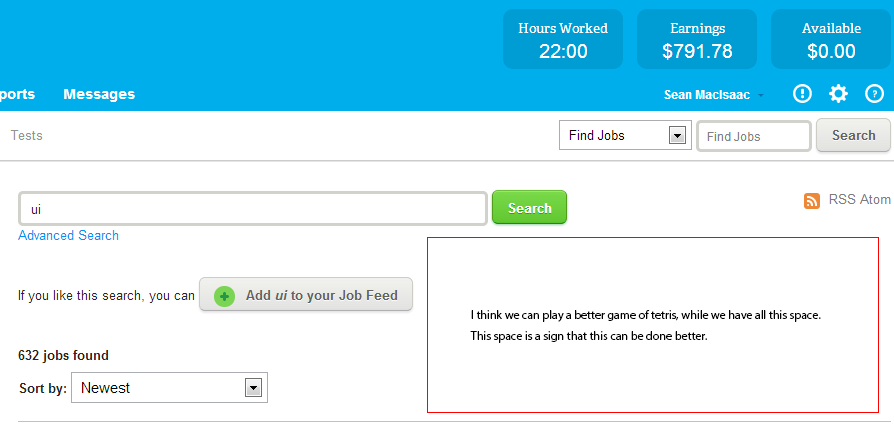 Hours Worked
22:00
Earnings
$791.78
Available
$0.00
ports
Messages
Sean MacIsaac
Tests
Find Jobs
Find Jobs
Search
ui
Search
RSS Atom
Advanced Search
If you like this search, you can
Add ui to your Job Feed
I think we can play a better game of tetris, while we have all this space.
This space is a sign that this can be done better.
632 jobs found
Sort by:
Newest